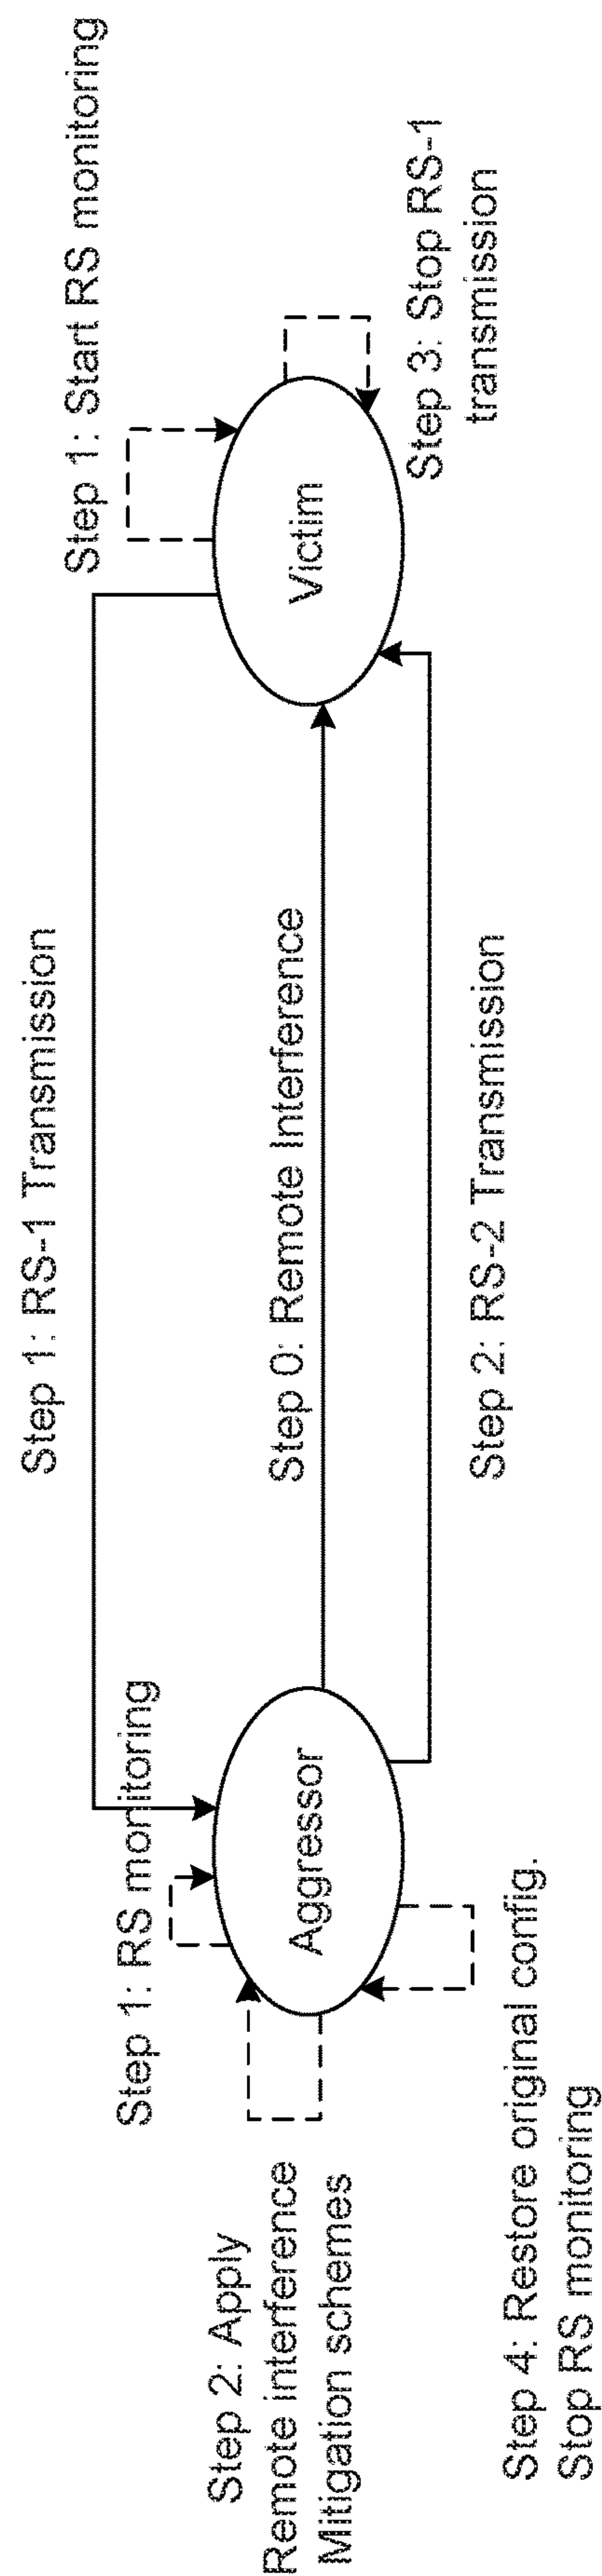 Step 1: RS-1 Transmission
Step 1: Start RS monitoring
Step 1: RS monitoring
Step 2: Apply
Remote interference
Mitigation schemes
Aggressor
Step 0: Remote Interference
Victim
Step 3: Stop RS-1
transmission
Step 2: RS-2 Transmission
Step 4: Restore original config.
Stop RS monitoring